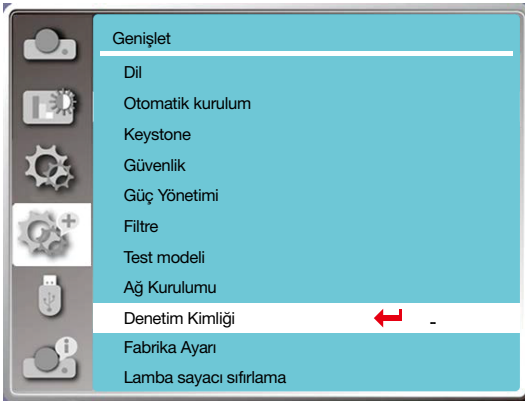 Genişlet
Dil
Otomatik kurulum
Keystone
Güvenlik
Güç Yönetimi
Filtre
Test modeli
Ağ Kurulumu
Denetim Kimliği -
Fabrika Ayarı
Lamba sayacı sıfırlama